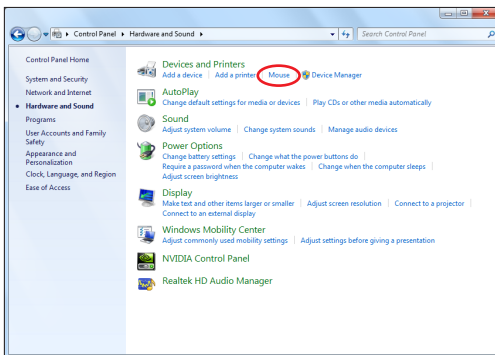 Control Panel ▸ Hardware and Sound ▸
Search Control Panel
Control Panel Home
System and Security
Network and Internet
Hardware and Sound
Programs
User Accounts and Family
Safety
Appearance and
Personalization
Clock, Language, and Region
Ease of Access
Devices and Printers
Add a device | Add a printer | Mouse | Device Manager
AutoPlay
Change default settings for media or devices | Play CDs or other media automatically
Sound
Adjust system volume | Change system sounds | Manage audio devices
Power Options
Change battery settings | Change what the power buttons do |
Require a password when the computer wakes | Change when the computer sleeps |
Adjust screen brightness
Display
Make text and other items larger or smaller | Adjust screen resolution | Connect to a projector |
Connect to an external display
Windows Mobility Center
Adjust commonly used mobility settings | Adjust settings before giving a presentation
NVIDIA Control Panel
Realtek HD Audio Manager